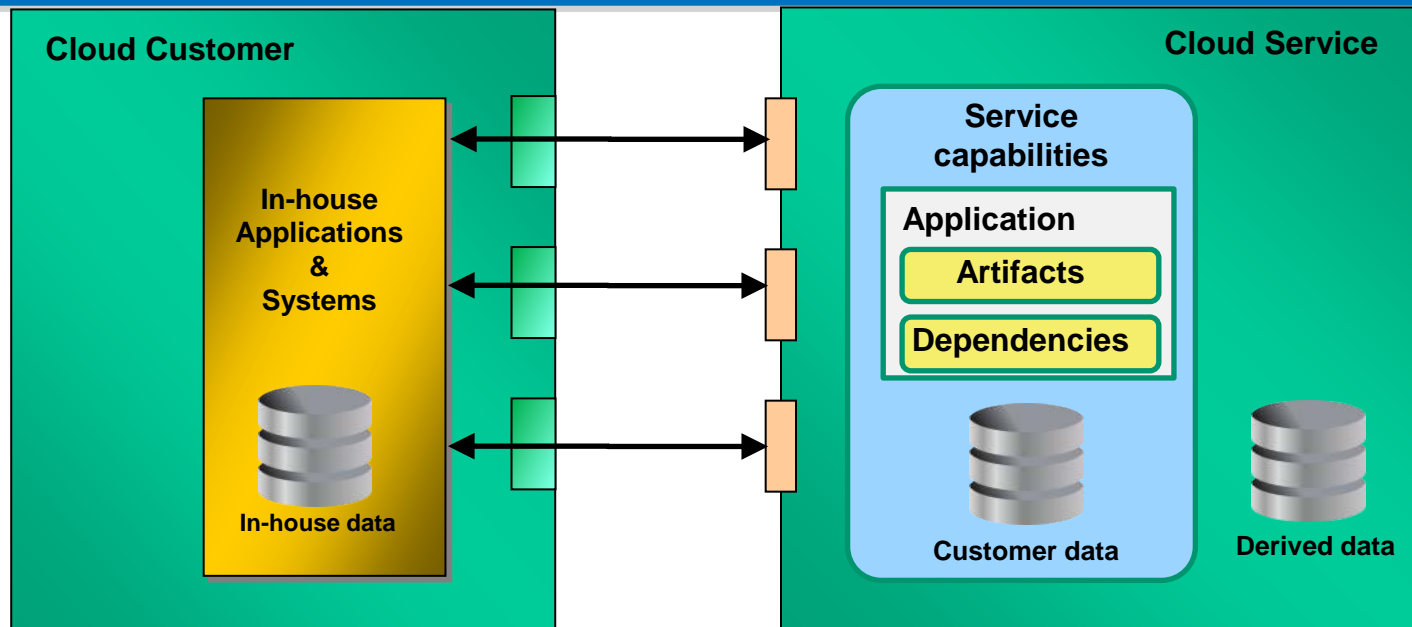 Cloud Customer
In-house
Applications
&
Systems
In-house data
Cloud Service
Service
capabilities
Application
Artifacts
Dependencies
Customer data
Derived data